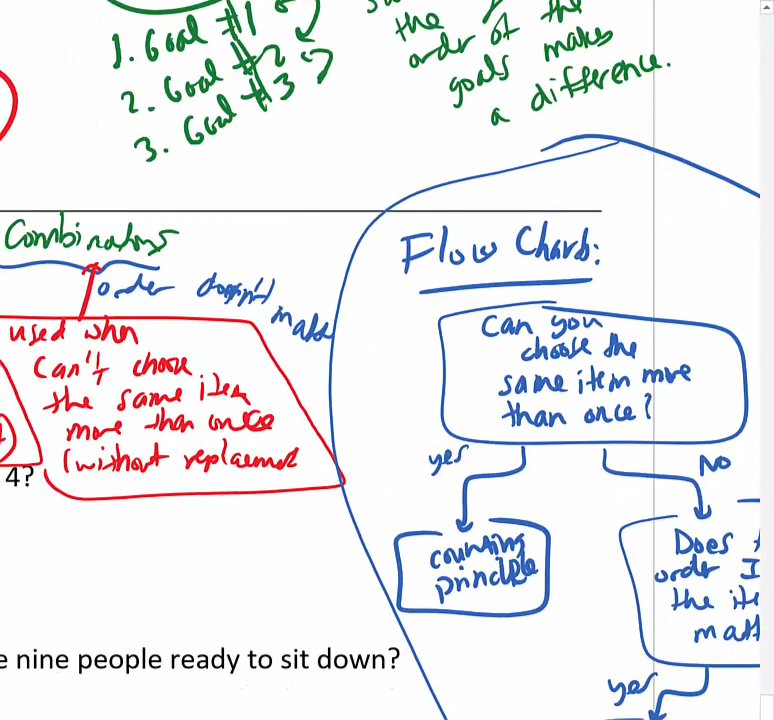 1. Goal #1
2. Goal #2
3. Goal #3
the
order of the
goals makes
a difference.
Combinations
order doesn't
used when
can't choose
the same item
more than once
(without replacement
4?
e nine people ready to sit down?
Flow Chart:
Can you
choose the
same item more
than once?
yes
No
counting
principle
Does
order I
the ite
matt
yes